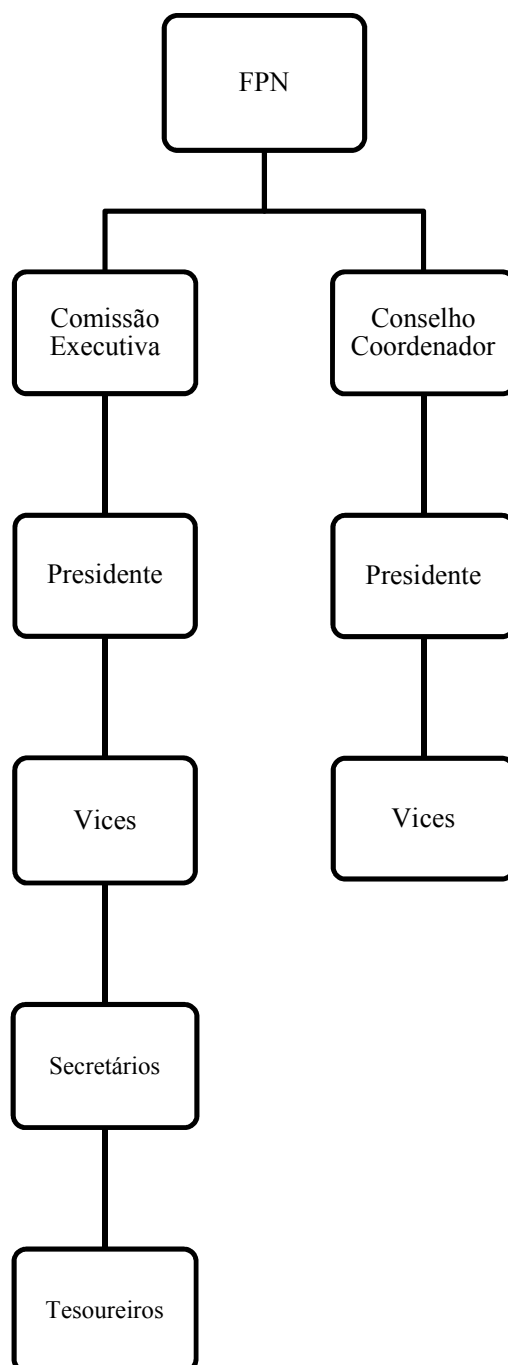 FPN
Comissão
Executiva
Conselho
Coordenador
Presidente
Presidente
Vices
Vices
Secretários
Tesoureiros